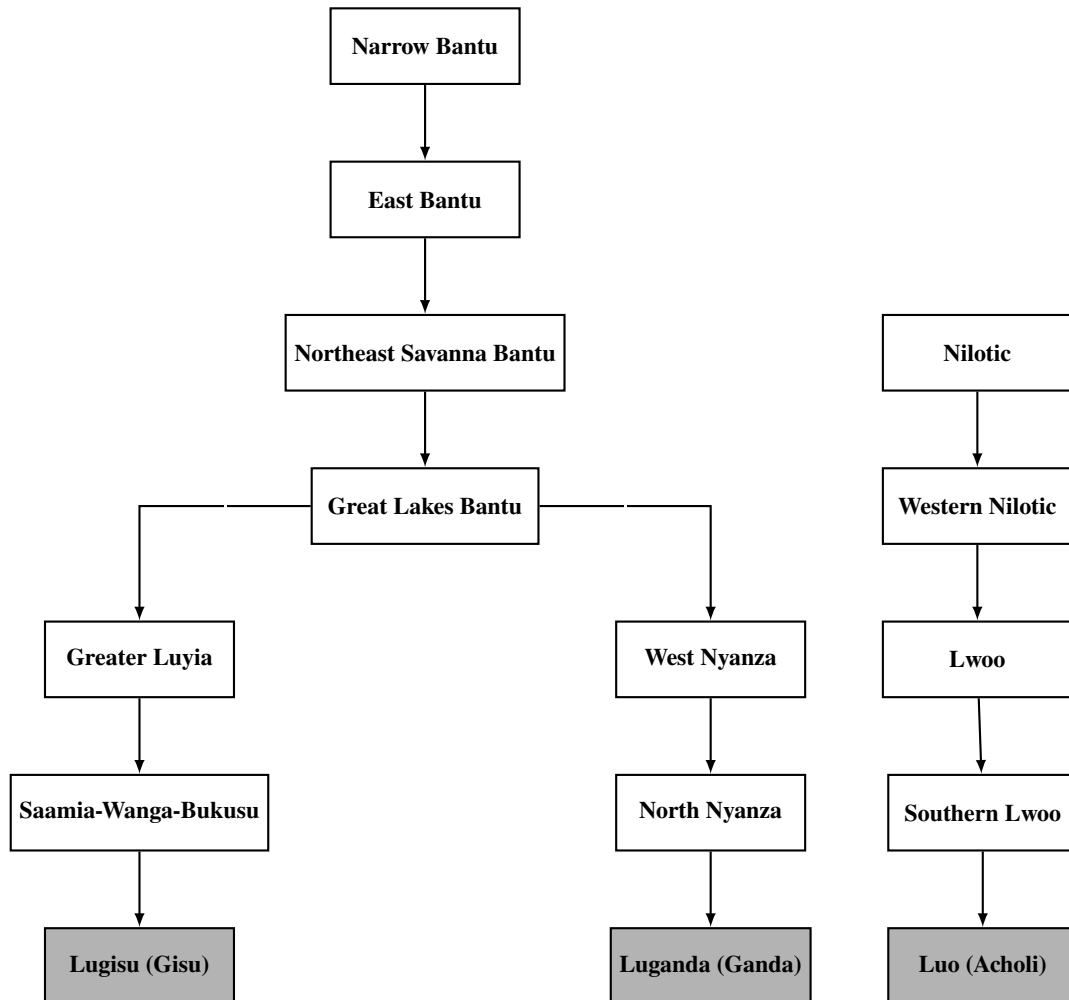 Narrow Bantu
East Bantu
Northeast Savanna Bantu
Nilotic
Great Lakes Bantu
Western Nilotic
Greater Luyia
West Nyanza
Lwoo
Saamia-Wanga-Bukusu
North Nyanza
Southern Lwoo
Lugisu (Gisu)
Luganda (Ganda)
Luo (Acholi)